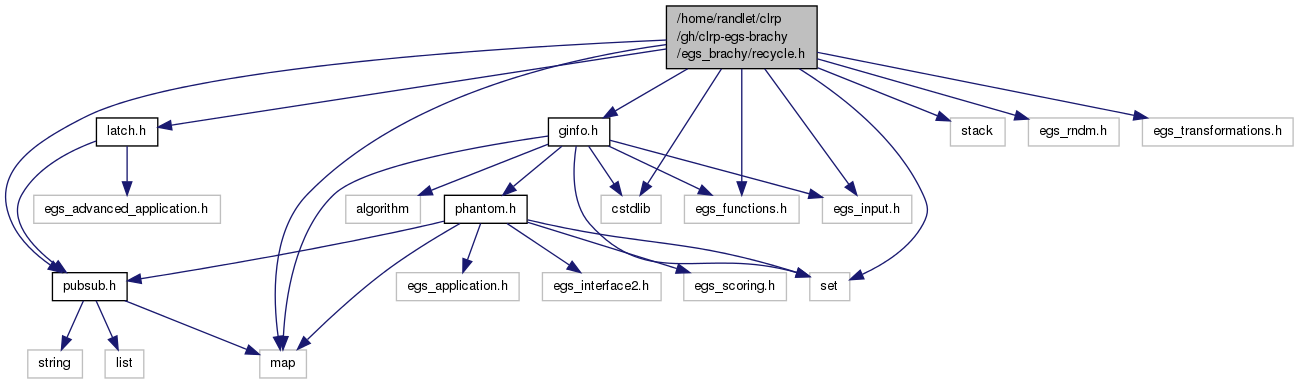 /home/randlet/clrp
/gh/clrp-egs-brachy
/egs_brachy/recycle.h
latch.h
ginfo.h
stack
egs_rndm.h
egs_transformations.h
egs_advanced_application.h
algorithm
phantom.h
cstdlib
egs_functions.h
egs_input.h
pubsub.h
egs_application.h
egs_interface2.h
egs_scoring.h
set
string
list
map